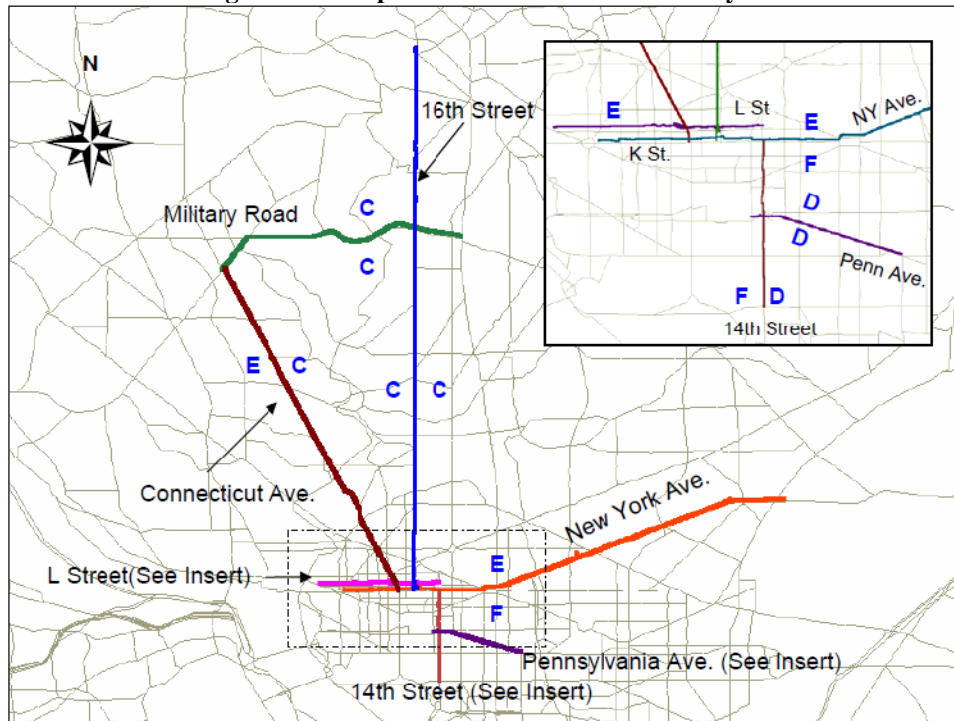 N
16th Street
Military Road
C
C
E C
C C
Connecticut Ave.
New York Ave.
L Street(See Insert)
E
F
Pennsylvania Ave. (See Insert)
14th Street (See Insert)
E
L St
E
NY Ave.
K St.
F
D
D
Penn Ave.
F D
14th Street